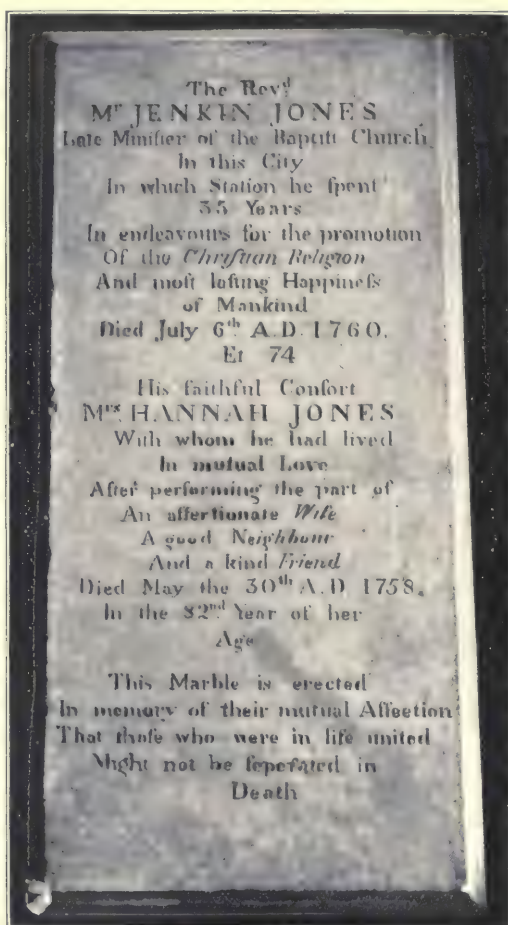 The Revᵈ
Mʳ JENKIN JONES
Late Miniſter of the Baptiſt Church
In this City
In which Station he ſpent
35 Years
In endeavours for the promotion
Of the Chriſtian Religion
And moſt laſting Happineſs
of Mankind
Died July 6ᵗʰ A.D. 1760.
Et 74
His faithful Conſort
Mʳˢ HANNAH JONES
With whom he had lived
In mutual Love
After performing the part of
An affectionate Wife
A good Neighbour
And a kind Friend
Died May the 30ᵗʰ A.D 1758.
In the 82ⁿᵈ Year of her
Age
This Marble is erected
In memory of their mutual Affection
That thoſe who were in life united
Might not be ſeperated in
Death